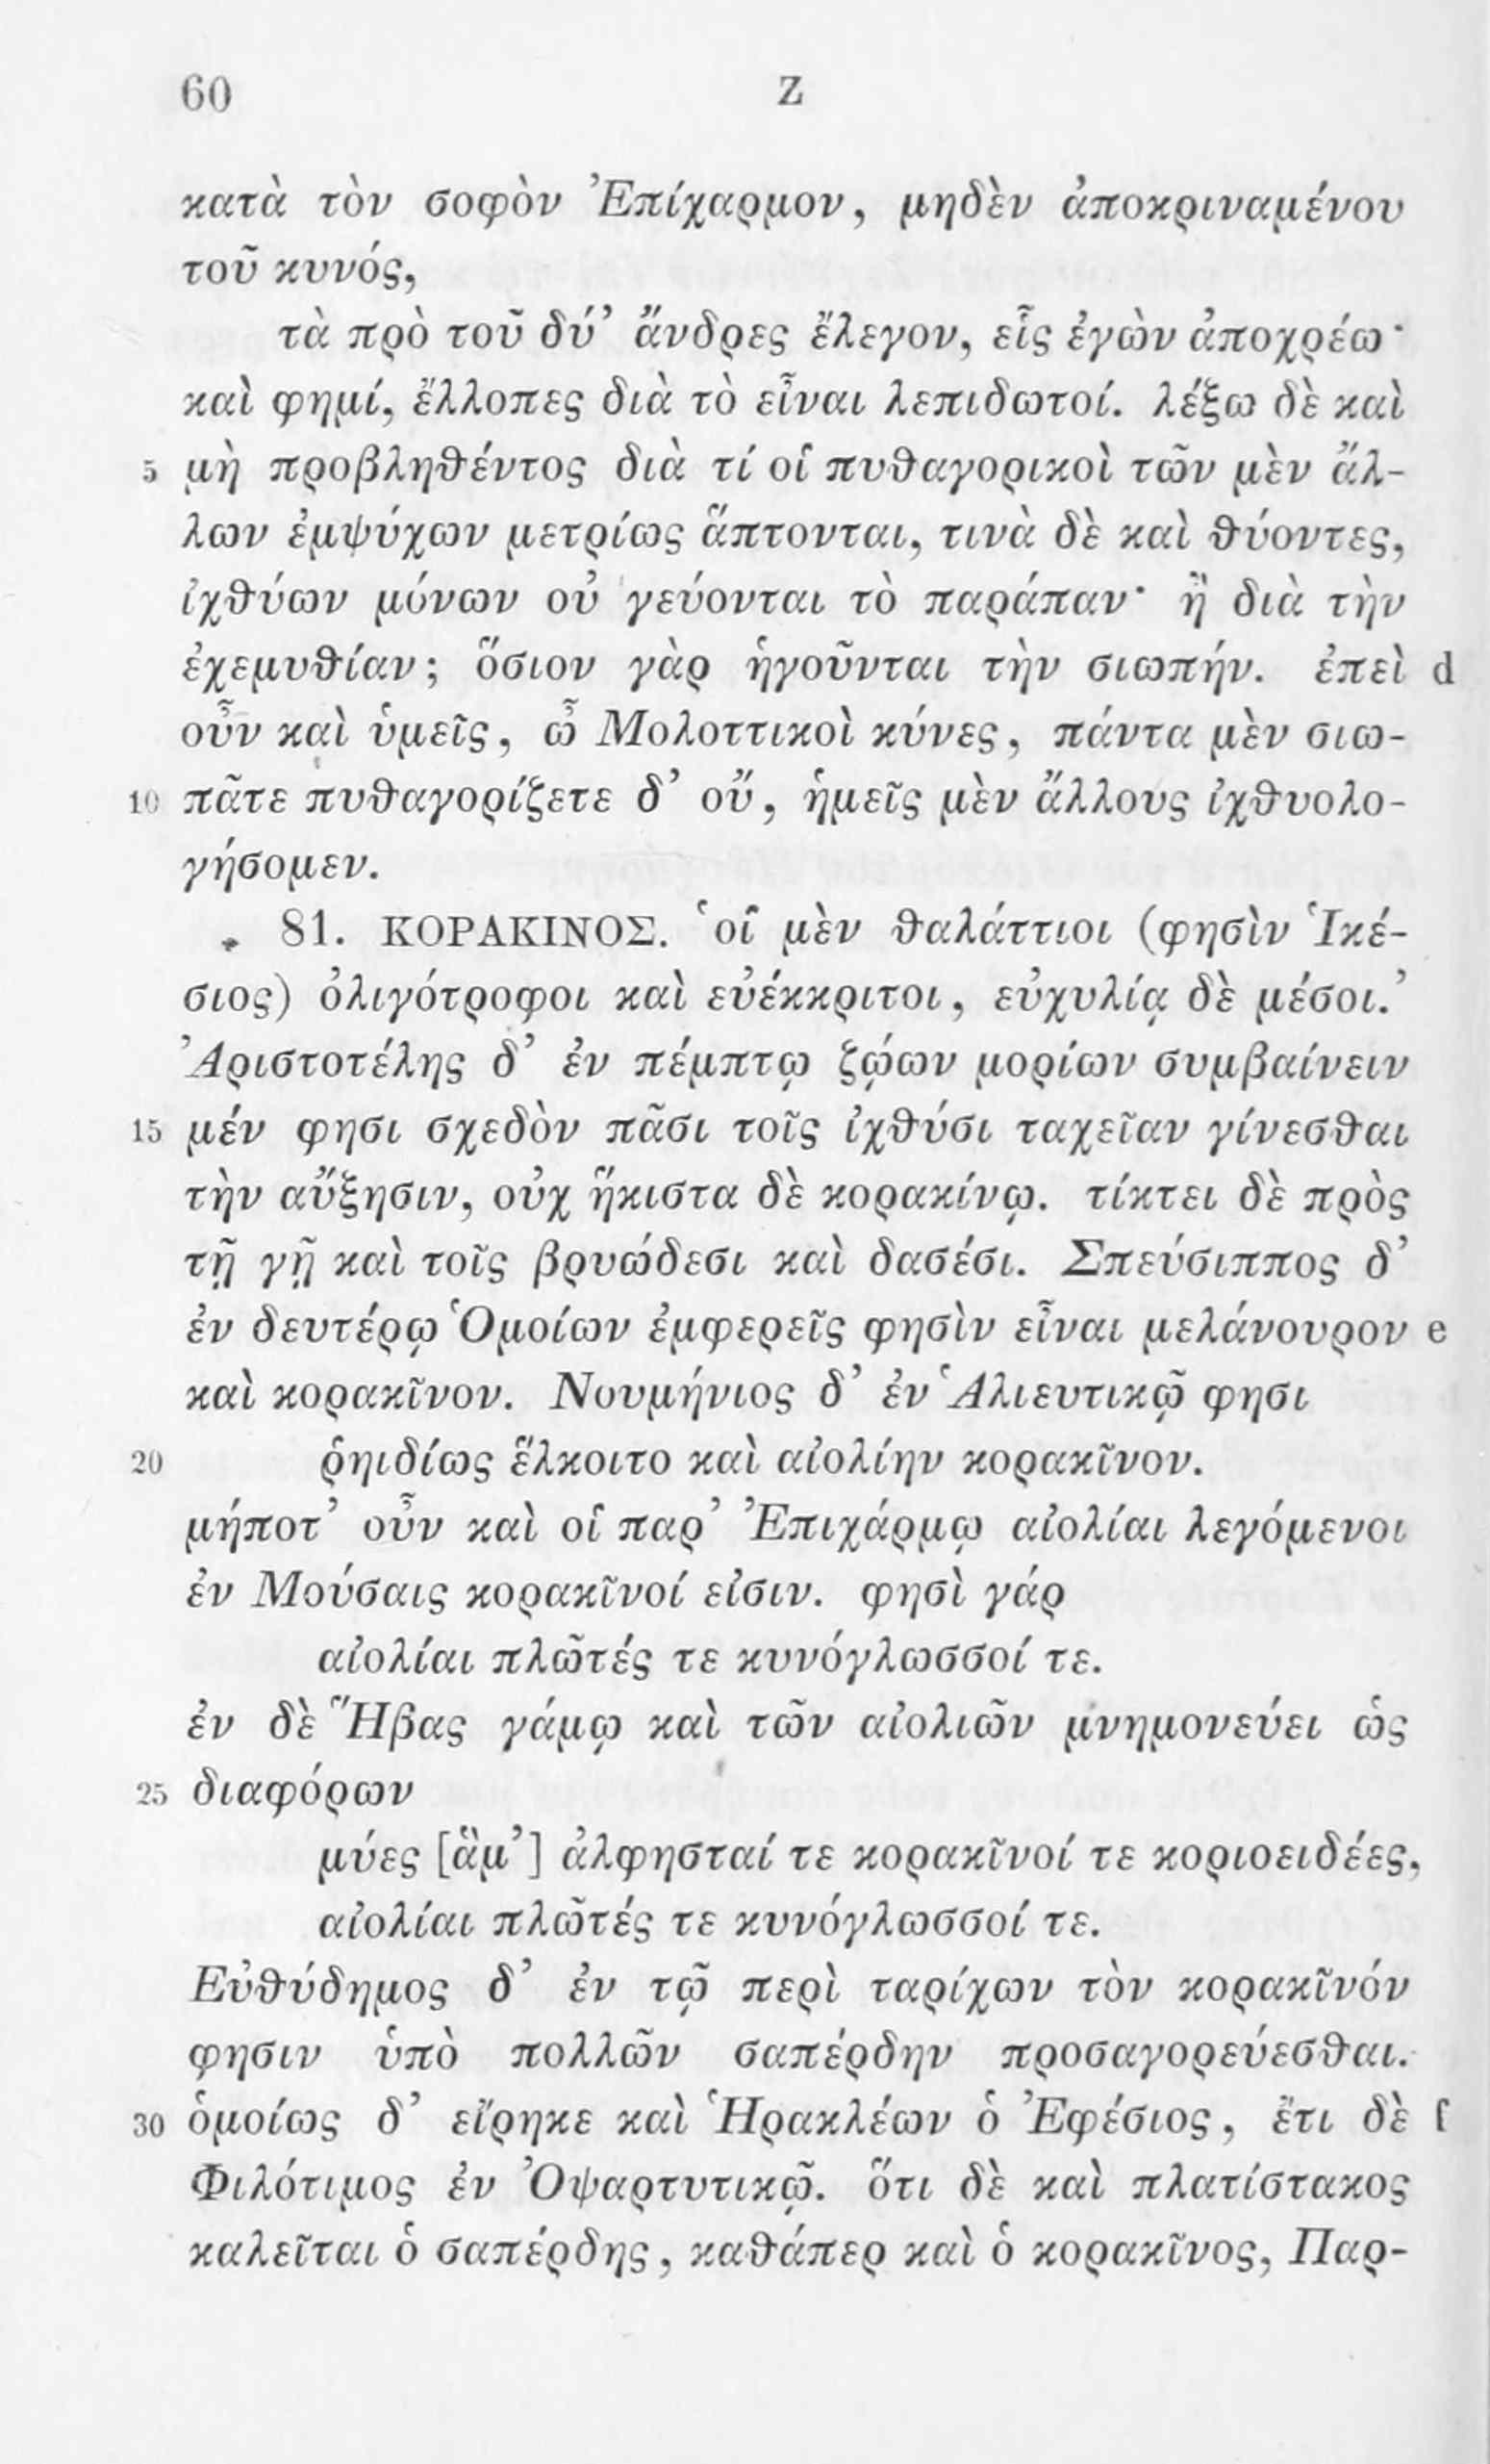 60 Z
κατὰ τὸν σοφὸν Ἐπίχαρμον, μηδὲν ἀποκριναμένου
τοῦ κυνός,
τὰ πρὸ τοῦ δύ᾽ ἄνδρες ἔλεγον, εἷς ἐγὼν ἀποχρέω·
καὶ φημί, ἔλλοπες διὰ τὸ εἶναι λεπιδωτοί. λέξω δὲ καὶ
5 μὴ προβληθέντος διὰ τί οἱ πυθαγορικοὶ τῶν μὲν ἄλ-
λων ἐμψύχων μετρίως ἅπτονται, τινὰ δὲ καὶ θύοντες,
ἰχθύων μόνων οὐ γεύονται τὸ παράπαν· ἢ διὰ τὴν
ἐχεμυθίαν; ὅσιον γὰρ ἡγοῦνται τὴν σιωπήν. ἐπεὶ d
οὖν καὶ ὑμεῖς, ὦ Μολοττικοὶ κύνες, πάντα μὲν σιω-
10 πᾶτε πυθαγορίζετε δ᾽ οὔ, ἡμεῖς μὲν ἄλλους ἰχθυολο-
γήσομεν.
81. ΚΟΡΑΚΙΝΟΣ. ῾οἱ μὲν θαλάττιοι (φησὶν Ἱκέ-
σιος) ὀλιγότροφοι καὶ εὐέκκριτοι, εὐχυλίᾳ δὲ μέσοι.᾽
Ἀριστοτέλης δ᾽ ἐν πέμπτῳ ζῴων μορίων συμβαίνειν
15 μέν φησι σχεδὸν πᾶσι τοῖς ἰχθύσι ταχεῖαν γίνεσθαι
τὴν αὔξησιν, οὐχ ἥκιστα δὲ κορακίνῳ. τίκτει δὲ πρὸς
τῇ γῇ καὶ τοῖς βρυώδεσι καὶ δασέσι. Σπεύσιππος δ᾽
ἐν δευτέρῳ Ὁμοίων ἐμφερεῖς φησὶν εἶναι μελάνουρον e
καὶ κορακῖνον. Νουμήνιος δ᾽ ἐν Ἁλιευτικῷ φησι
20 ῥηιδίως ἕλκοιτο καὶ αἰολίην κορακῖνον.
μήποτ᾽ οὖν καὶ οἱ παρ᾽ Ἐπιχάρμῳ αἰολίαι λεγόμενοι
ἐν Μούσαις κορακῖνοί εἰσιν. φησὶ γάρ
αἰολίαι πλῶτές τε κυνόγλωσσοί τε.
ἐν δὲ Ἥβας γάμῳ καὶ τῶν αἰολιῶν μνημονεύει ὡς
25 διαφόρων
μύες [ἃμ᾽] ἀλφησταί τε κορακῖνοί τε κοριοειδέες,
αἰολίαι πλῶτές τε κυνόγλωσσοί τε.
Εὐθύδημος δ᾽ ἐν τῷ περὶ ταρίχων τὸν κορακῖνόν
φησιν ὑπὸ πολλῶν σαπέρδην προσαγορεύεσθαι.
30 ὁμοίως δ᾽ εἴρηκε καὶ Ἡρακλέων ὁ Ἐφέσιος, ἔτι δὲ f
Φιλότιμος ἐν Ὀψαρτυτικῷ. ὅτι δὲ καὶ πλατίστακος
καλεῖται ὁ σαπέρδης, καθάπερ καὶ ὁ κορακῖνος, Παρ-